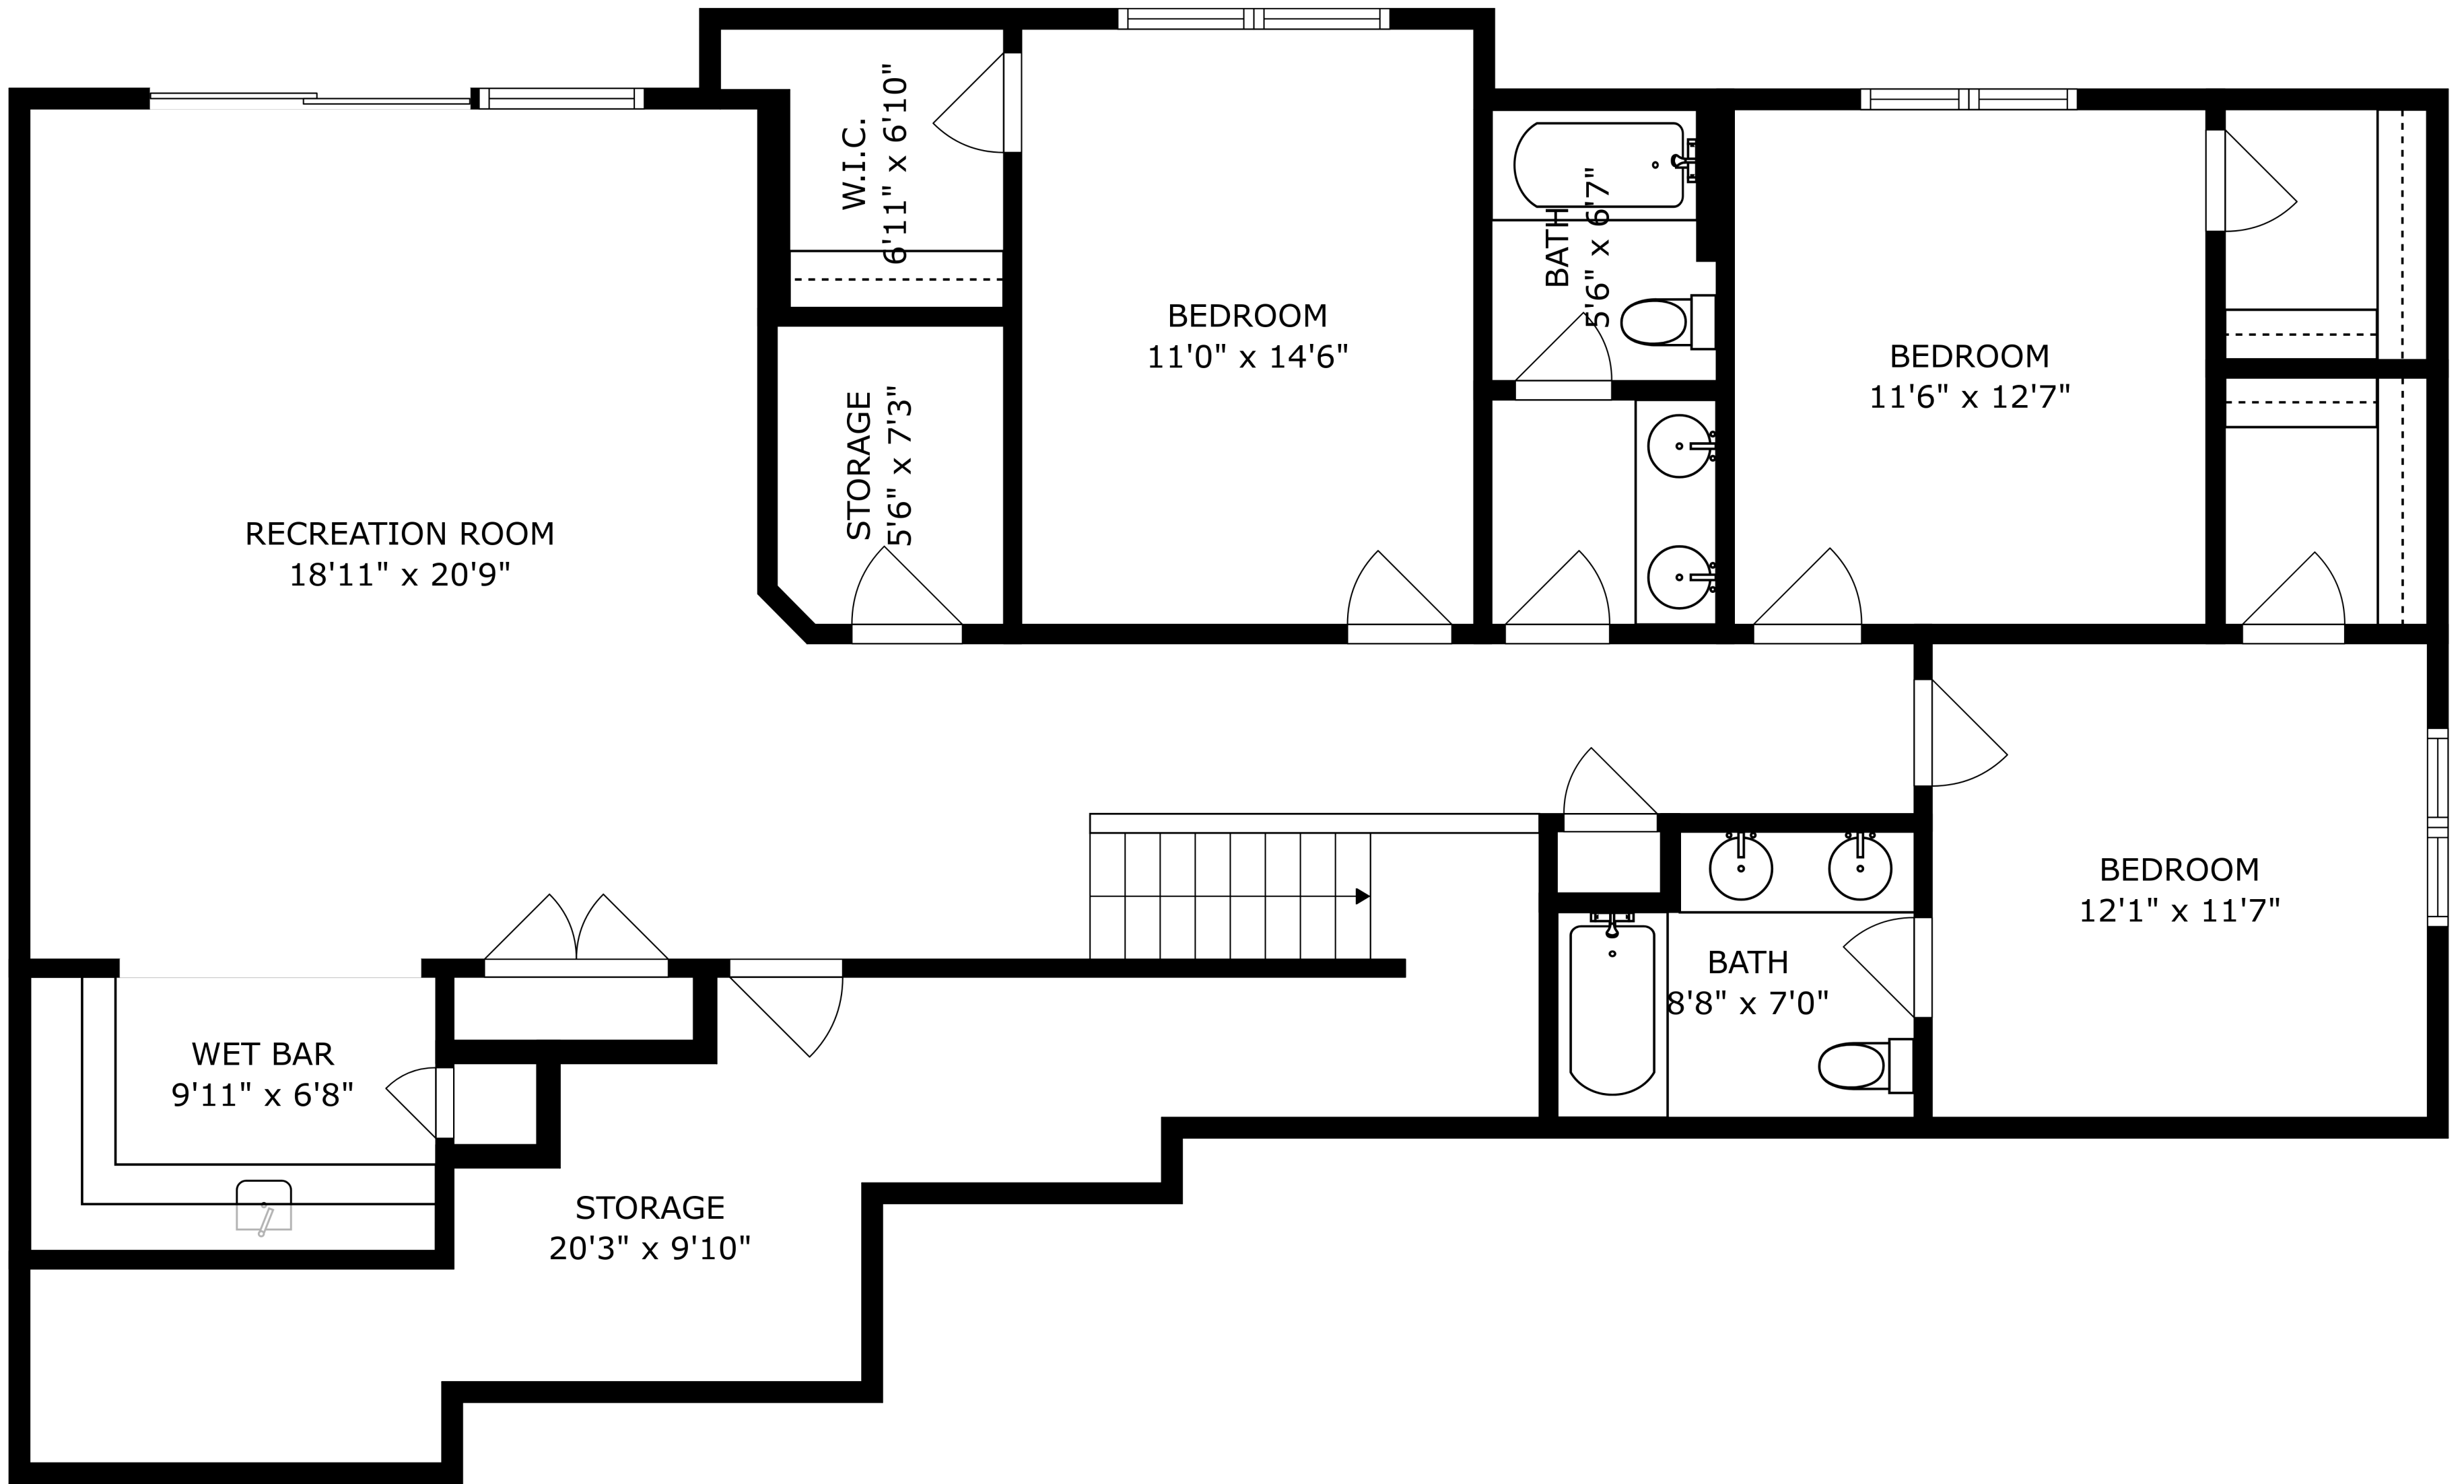 W.I.C.
6'11" x 6'10"
BATH
5'6" x 6'7"
BEDROOM
11'0" x 14'6"
BEDROOM
11'6" x 12'7"
STORAGE
5'6" x 7'3"
RECREATION ROOM
18'11" x 20'9"
BEDROOM
12'1" x 11'7"
BATH
8'8" x 7'0"
WET BAR
9'11" x 6'8"
STORAGE
20'3" x 9'10"